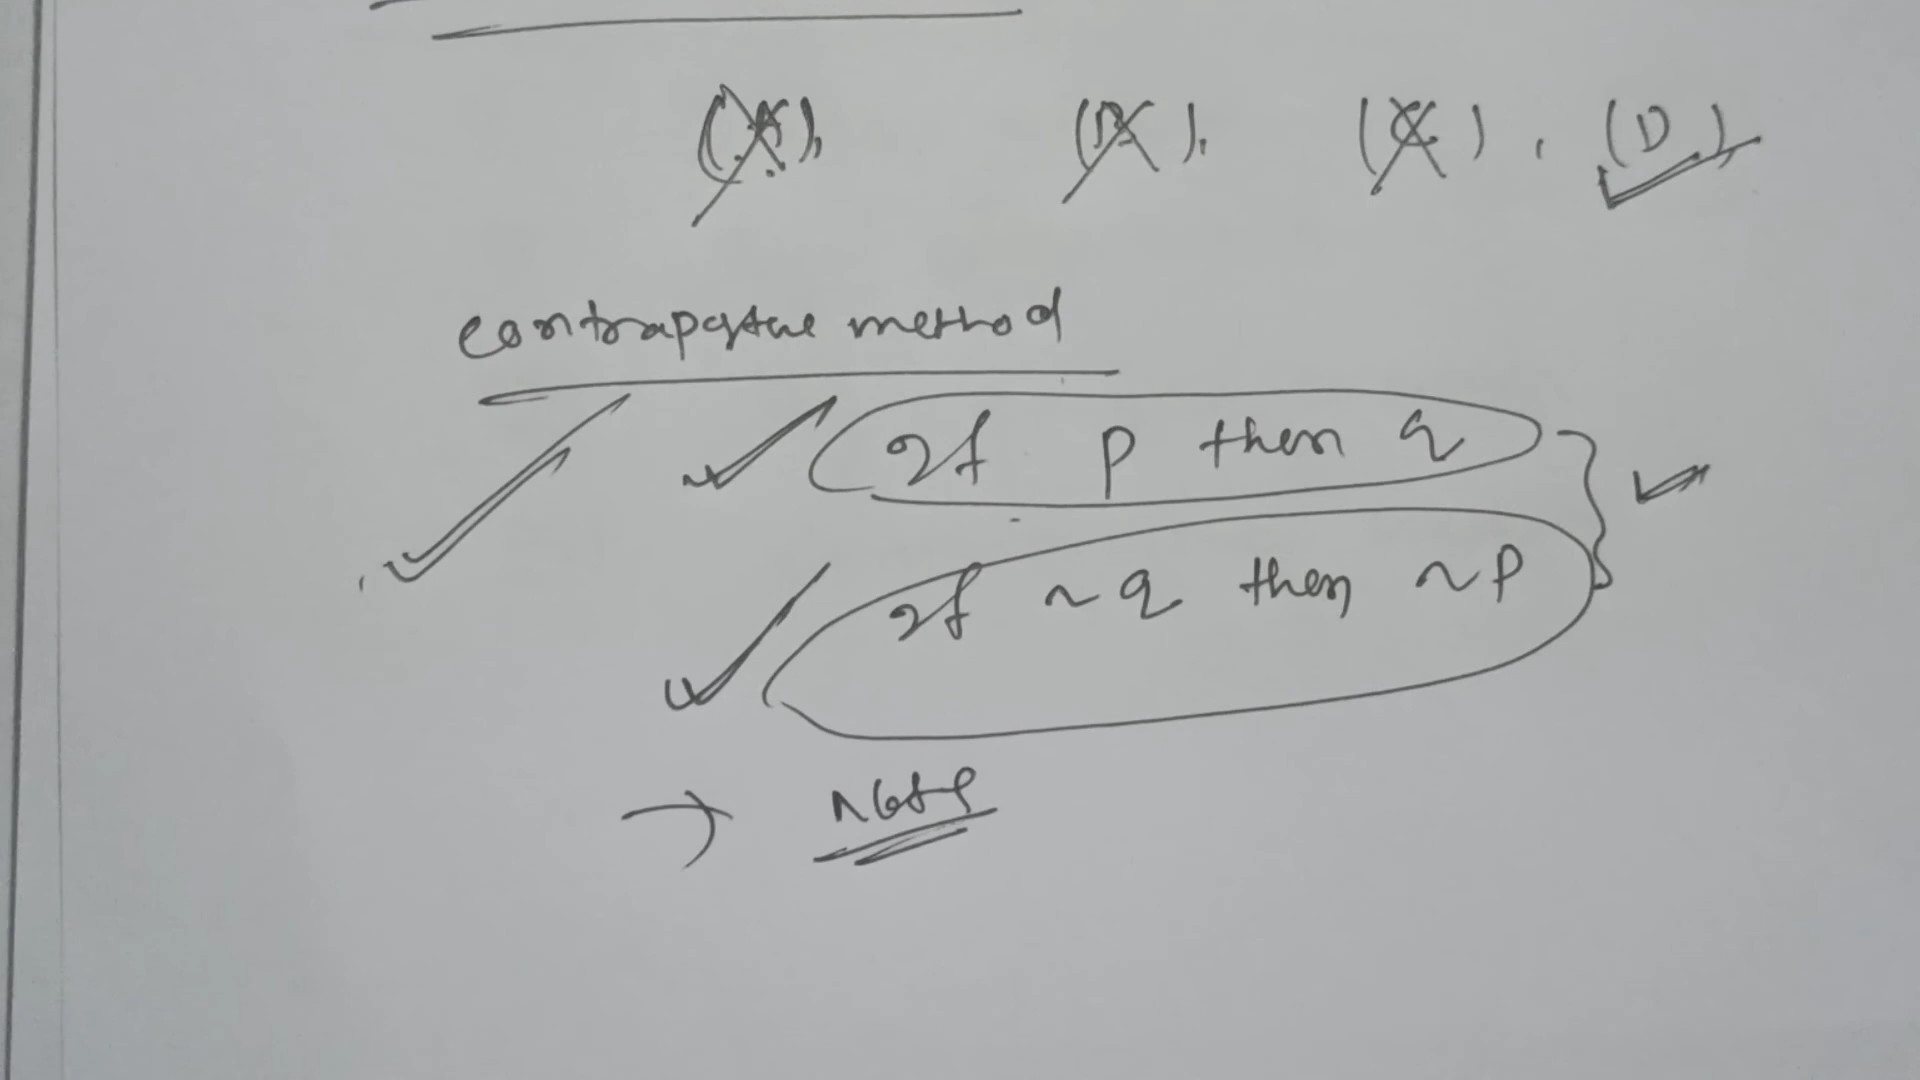 (A), (B), (C), (D)
contrapositive method
If p then q
If ~q then ~p
→ Note